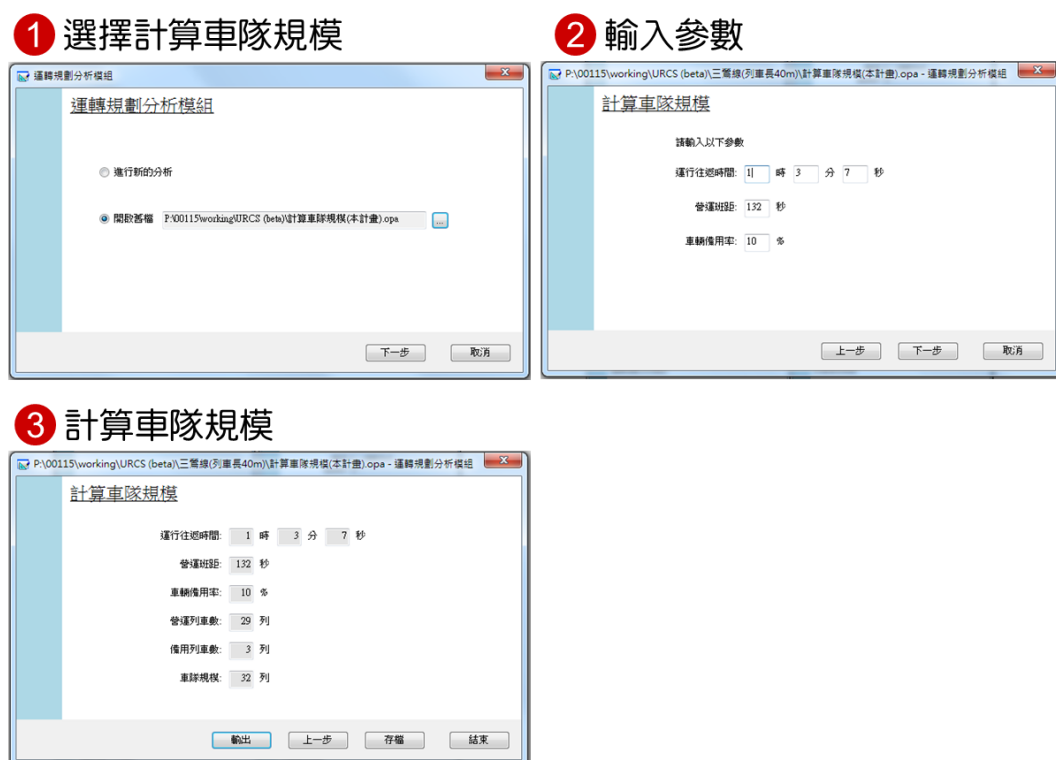 1 選擇計算車隊規模
運轉規劃分析模組
運轉規劃分析模組
進行新的分析
開啟舊檔 P:\00115\working\URCS (beta)\計算車隊規模(本計畫).opa ...
下一步 取消
2 輸入參數
P:\00115\working\URCS (beta)\三鶯線(列車長40m)\計算車隊規模(本計畫).opa - 運轉規劃分析模組
計算車隊規模
請輸入以下參數
運行往返時間: 1 時 3 分 7 秒
營運班距: 132 秒
車輛備用率: 10 %
上一步 下一步 取消
3 計算車隊規模
P:\00115\working\URCS (beta)\三鶯線(列車長40m)\計算車隊規模(本計畫).opa - 運轉規劃分析模組
計算車隊規模
運行往返時間: 1 時 3 分 7 秒
營運班距: 132 秒
車輛備用率: 10 %
營運列車數: 29 列
備用列車數: 3 列
車隊規模: 32 列
輸出 上一步 存檔 結束